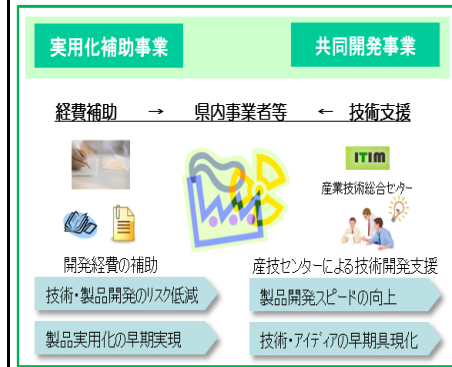 実用化補助事業
共同開発事業
経費補助 → 県内事業者等 ← 技術支援
ITIM
産業技術総合センター
開発経費の補助
産技センターによる技術開発支援
技術・製品開発のリスク低減
製品開発スピードの向上
製品実用化の早期実現
技術・アイディアの早期具現化